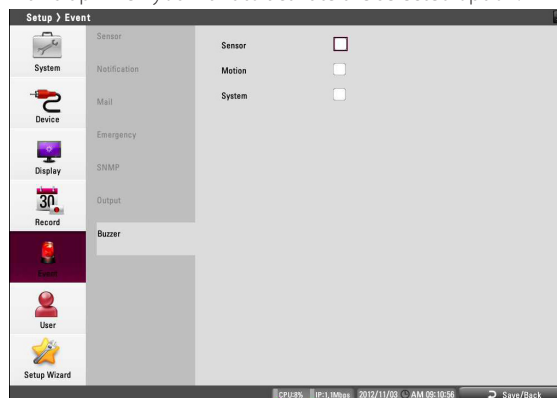 Setup > Event
System
Device
Display
30
Record
Event
User
Setup Wizard
Sensor
Notification
Mail
Emergency
SNMP
Output
Buzzer
Sensor
Motion
System
CPU:8% IP:1.1Mbps 2012/11/03 AM 09:10:56 Save/Back